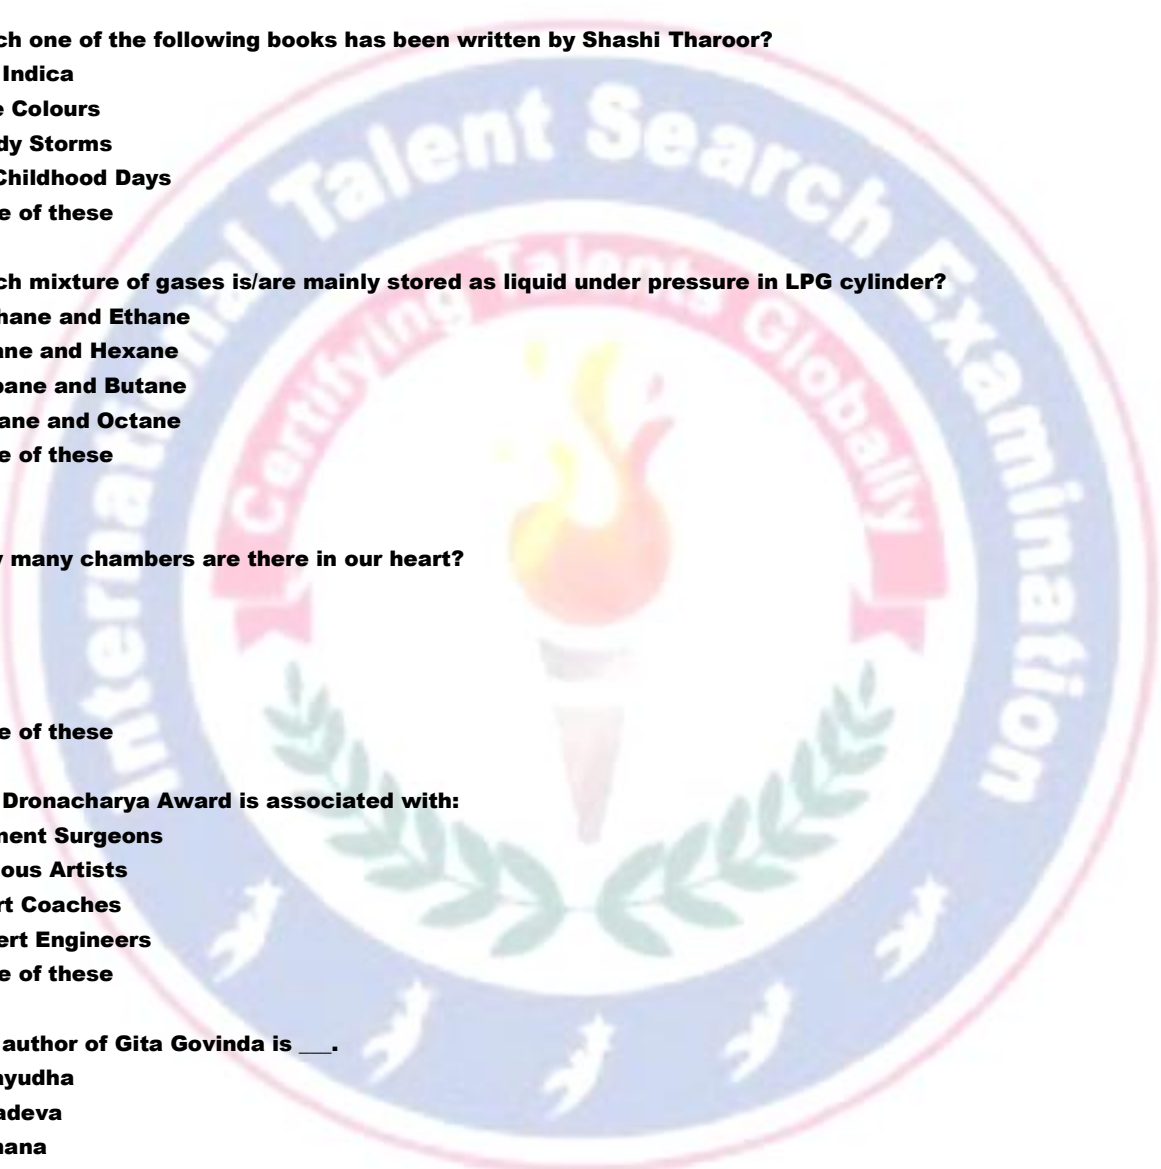 ch one of the following books has been written by Shashi Tharoor?
Indica
e Colours
dy Storms
Childhood Days
e of these
ch mixture of gases is/are mainly stored as liquid under pressure in LPG cylinder?
hane and Ethane
ane and Hexane
pane and Butane
ane and Octane
e of these
many chambers are there in our heart?
e of these
Dronacharya Award is associated with:
nent Surgeons
ous Artists
rt Coaches
ert Engineers
e of these
author of Gita Govinda is ___.
ayudha
adeva
hana
International Talent Search Examination
Certifying Talents Globally